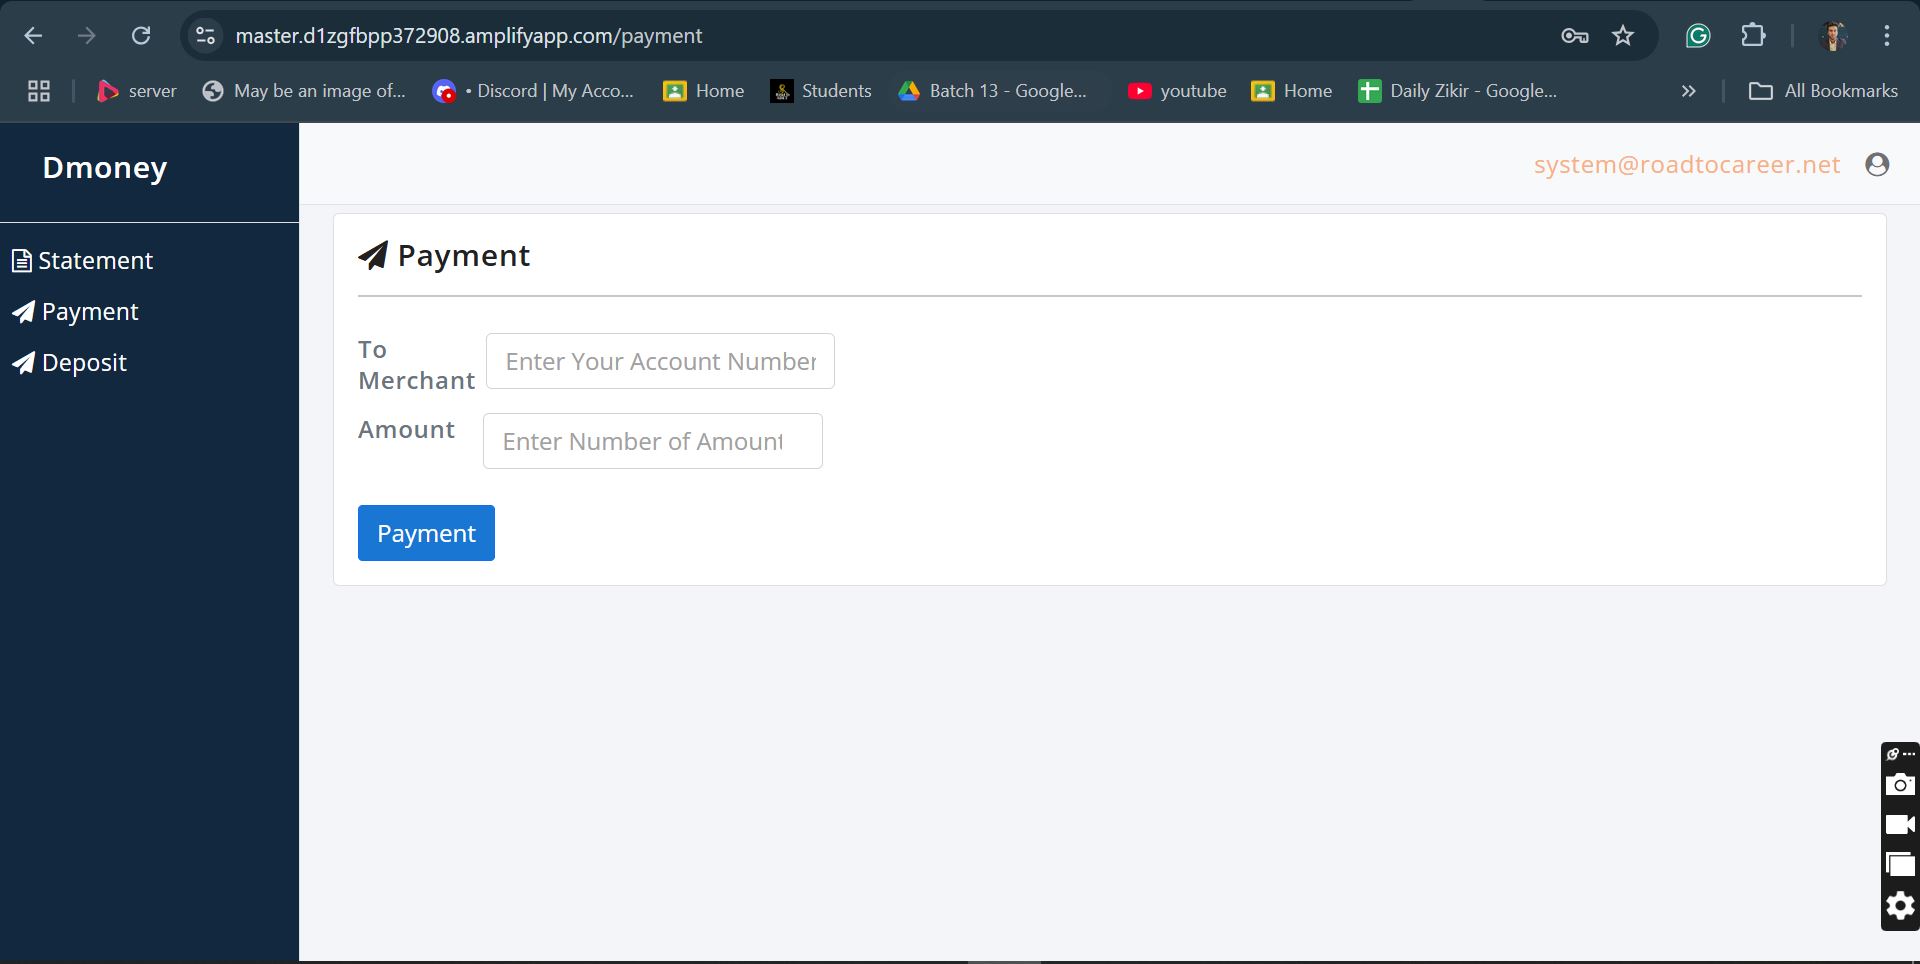 master.d1zgfbpp372908.amplifyapp.com/payment
server
May be an image of...
• Discord | My Acco...
Home
Students
Batch 13 - Google...
youtube
Home
Daily Zikir - Google...
»
All Bookmarks
Dmoney
system@roadtocareer.net
Statement
Payment
Deposit
Payment
To
Merchant
Enter Your Account Number
Amount
Enter Number of Amount
Payment